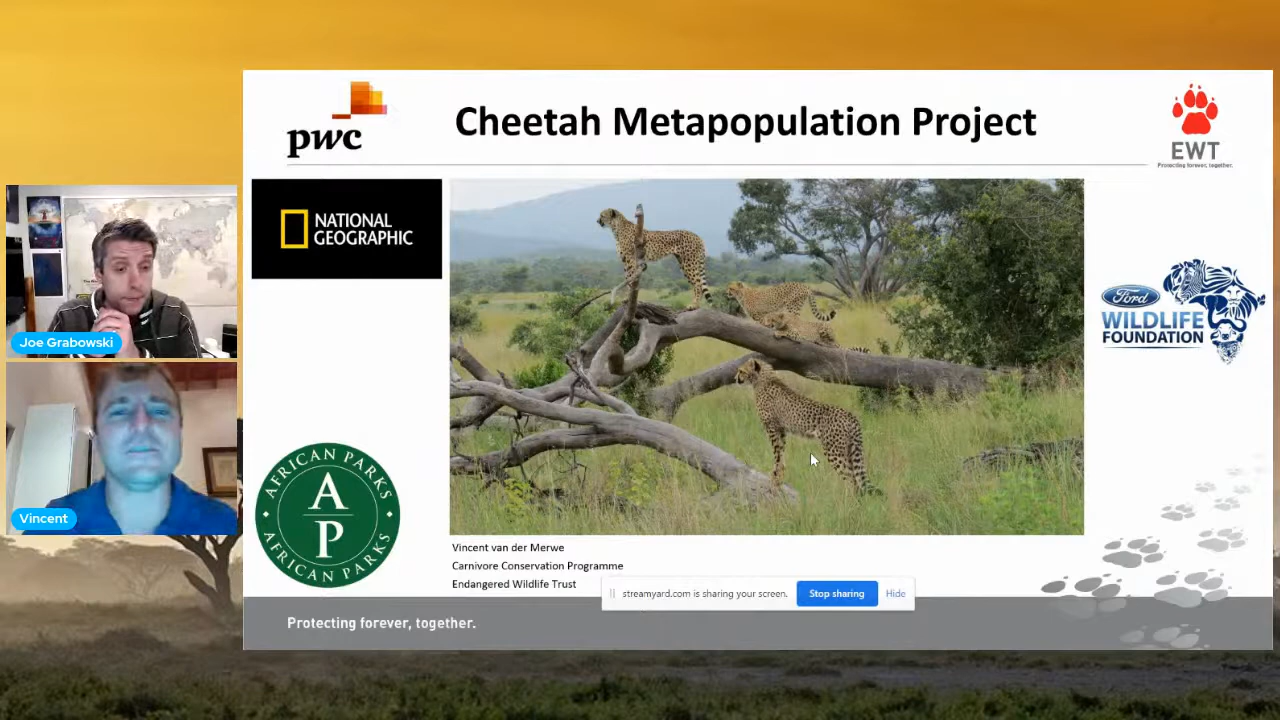 pwc
Cheetah Metapopulation Project
EWT
Protecting forever, together.
NATIONAL
GEOGRAPHIC
Ford
WILDLIFE
FOUNDATION
Joe Grabowski
Vincent
AFRICAN PARKS
A
P
AFRICAN PARKS
Vincent van der Merwe
Carnivore Conservation Programme
Endangered Wildlife Trust
streamyard.com is sharing your screen.
Stop sharing
Hide
Protecting forever, together.